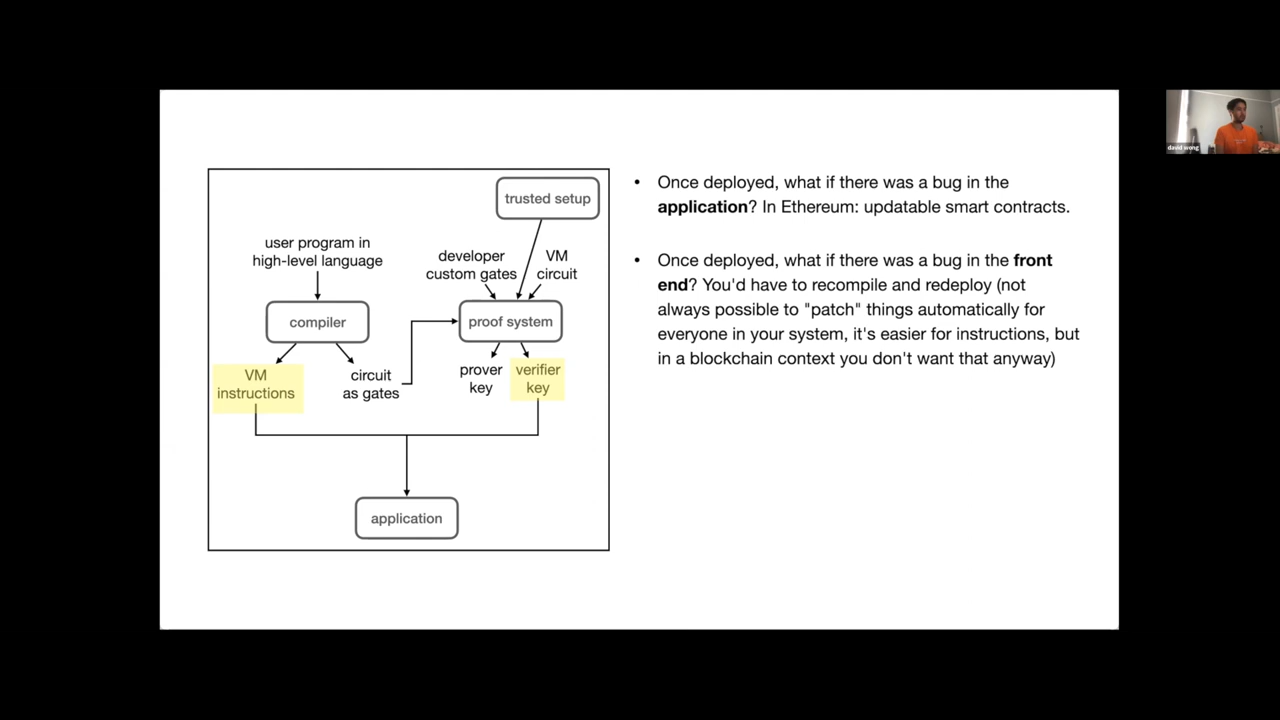 trusted setup
user program in
high-level language
developer
custom gates
VM
circuit
compiler
proof system
VM
instructions
circuit
as gates
prover
key
verifier
key
application
• Once deployed, what if there was a bug in the
application? In Ethereum: updatable smart contracts.
• Once deployed, what if there was a bug in the front
end? You'd have to recompile and redeploy (not
always possible to "patch" things automatically for
everyone in your system, it's easier for instructions, but
in a blockchain context you don't want that anyway)
david wong